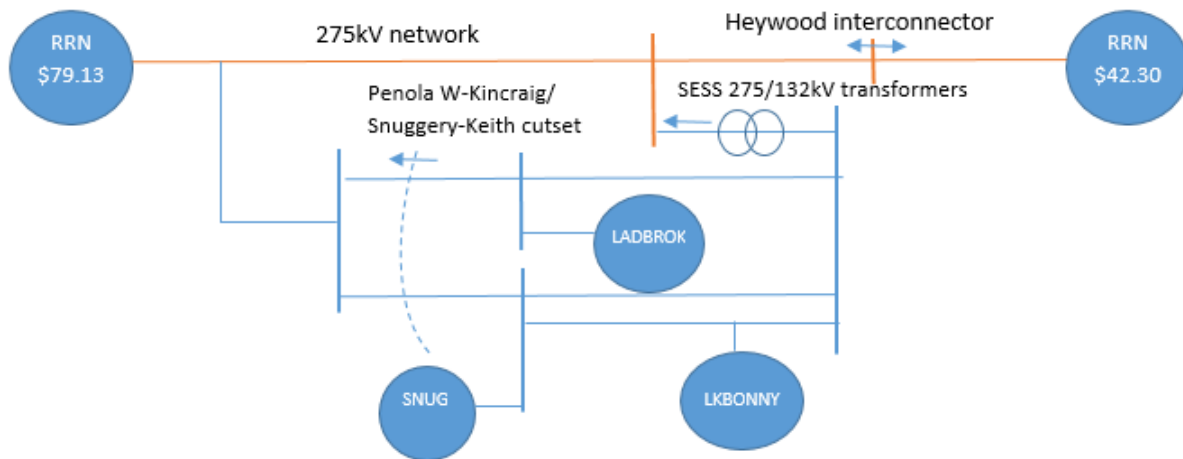 RRN
$79.13
275kV network
Heywood interconnector
RRN
$42.30
Penola W-Kincraig/
Snuggery-Keith cutset
SESS 275/132kV transformers
LADBROK
SNUG
LKBONNY